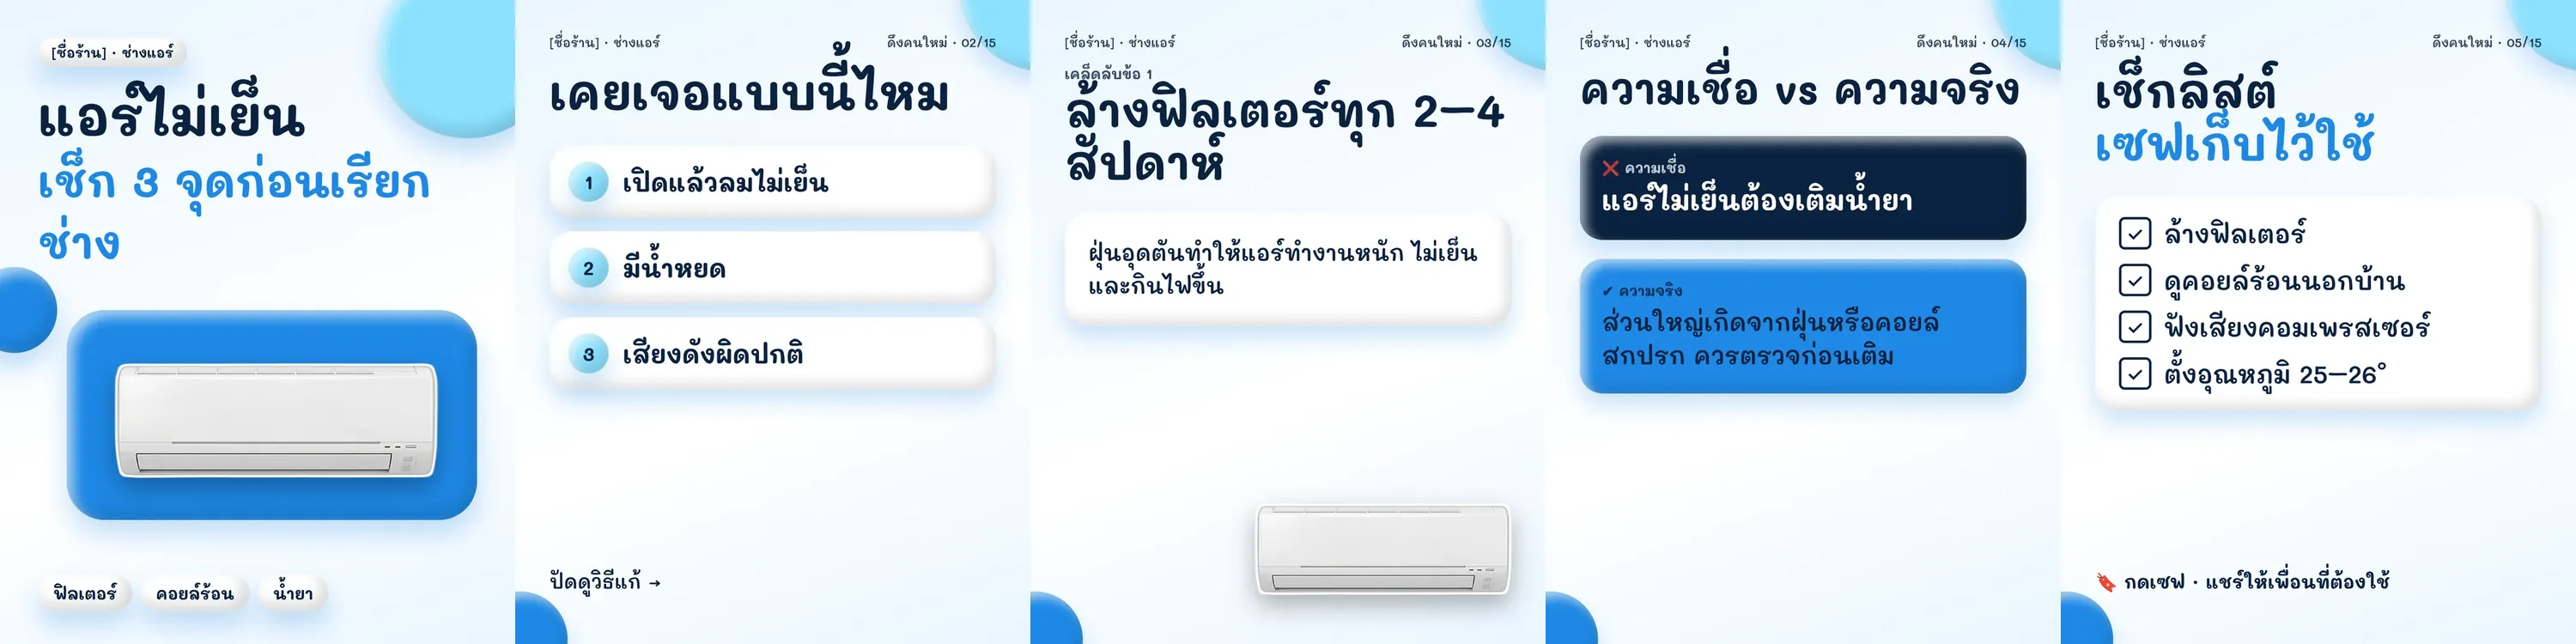 [ชื่อร้าน] · ช่างแอร์
แอร์ไม่เย็น
เช็ก 3 จุดก่อนเรียก
ช่าง
ฟิลเตอร์
คอยล์ร้อน
น้ำยา
[ชื่อร้าน] · ช่างแอร์
ดึงคนใหม่ · 02/15
เคยเจอแบบนี้ไหม
1 เปิดแล้วลมไม่เย็น
2 มีน้ำหยด
3 เสียงดังผิดปกติ
ปัดดูวิธีแก้ →
[ชื่อร้าน] · ช่างแอร์
ดึงคนใหม่ · 03/15
เคล็ดลับข้อ 1
ล้างฟิลเตอร์ทุก 2–4
สัปดาห์
ฝุ่นอุดตันทำให้แอร์ทำงานหนัก ไม่เย็น
และกินไฟขึ้น
[ชื่อร้าน] · ช่างแอร์
ดึงคนใหม่ · 04/15
ความเชื่อ vs ความจริง
❌ ความเชื่อ
แอร์ไม่เย็นต้องเติมน้ำยา
✔ ความจริง
ส่วนใหญ่เกิดจากฝุ่นหรือคอยล์
สกปรก ควรตรวจก่อนเติม
[ชื่อร้าน] · ช่างแอร์
ดึงคนใหม่ · 05/15
เช็กลิสต์
เซฟเก็บไว้ใช้
ล้างฟิลเตอร์
ดูคอยล์ร้อนนอกบ้าน
ฟังเสียงคอมเพรสเซอร์
ตั้งอุณหภูมิ 25–26°
🔖 กดเซฟ · แชร์ให้เพื่อนที่ต้องใช้